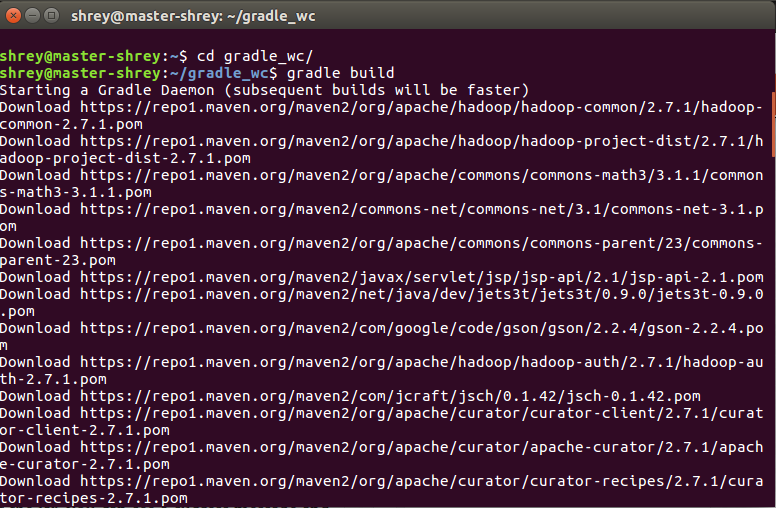 shrey@master-shrey: ~/gradle_wc
shrey@master-shrey:~$ cd gradle_wc/
shrey@master-shrey:~/gradle_wc$ gradle build
Starting a Gradle Daemon (subsequent builds will be faster)
Download https://repo1.maven.org/maven2/org/apache/hadoop/hadoop-common/2.7.1/hadoop-
common-2.7.1.pom
Download https://repo1.maven.org/maven2/org/apache/hadoop/hadoop-project-dist/2.7.1/h
adoop-project-dist-2.7.1.pom
Download https://repo1.maven.org/maven2/org/apache/commons/commons-math3/3.1.1/common
s-math3-3.1.1.pom
Download https://repo1.maven.org/maven2/commons-net/commons-net/3.1/commons-net-3.1.p
om
Download https://repo1.maven.org/maven2/org/apache/commons/commons-parent/23/commons-
parent-23.pom
Download https://repo1.maven.org/maven2/javax/servlet/jsp/jsp-api/2.1/jsp-api-2.1.pom
Download https://repo1.maven.org/maven2/net/java/dev/jets3t/jets3t/0.9.0/jets3t-0.9.0
.pom
Download https://repo1.maven.org/maven2/com/google/code/gson/gson/2.2.4/gson-2.2.4.po
m
Download https://repo1.maven.org/maven2/org/apache/hadoop/hadoop-auth/2.7.1/hadoop-au
th-2.7.1.pom
Download https://repo1.maven.org/maven2/com/jcraft/jsch/0.1.42/jsch-0.1.42.pom
Download https://repo1.maven.org/maven2/org/apache/curator/curator-client/2.7.1/curat
or-client-2.7.1.pom
Download https://repo1.maven.org/maven2/org/apache/curator/apache-curator/2.7.1/apach
e-curator-2.7.1.pom
Download https://repo1.maven.org/maven2/org/apache/curator/curator-recipes/2.7.1/cura
tor-recipes-2.7.1.pom